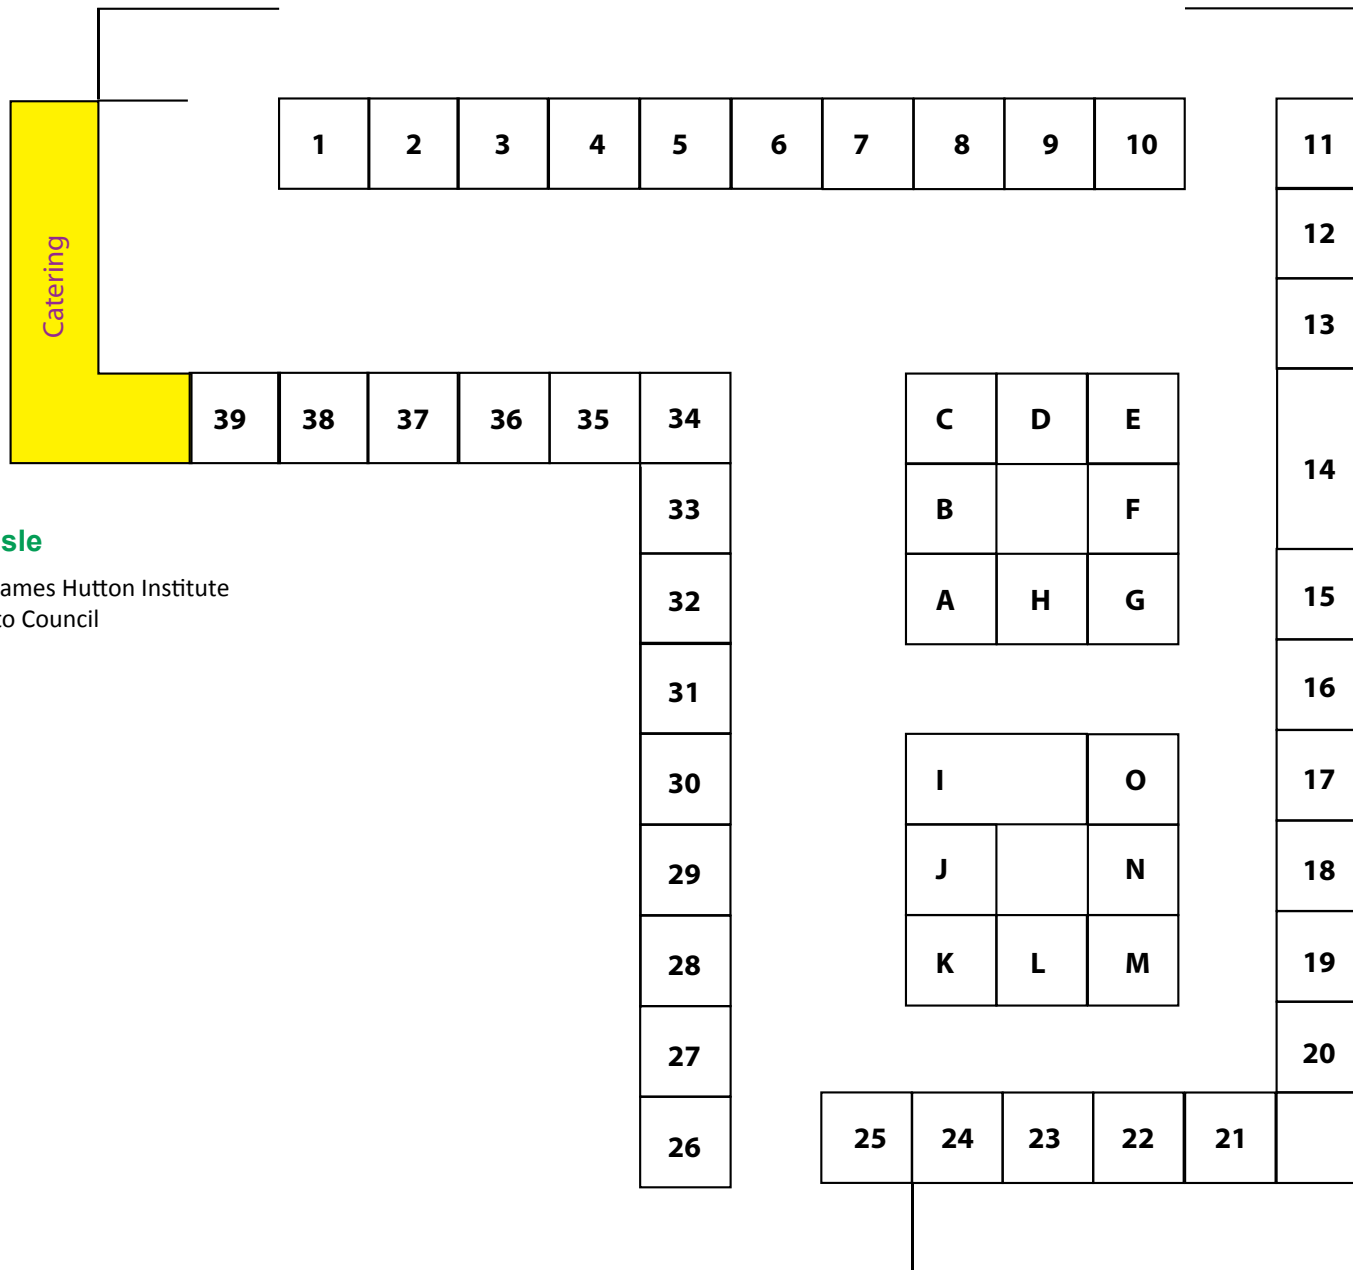 1 2 3 4 5 6 7 8 9 10 11
12
Catering
13
39 38 37 36 35 34 C D E
14
33 B F
sle
ames Hutton Institute
32 A H G 15
to Council
31 16
30 I O 17
29 J N 18
28 K L M 19
27 20
26 25 24 23 22 21